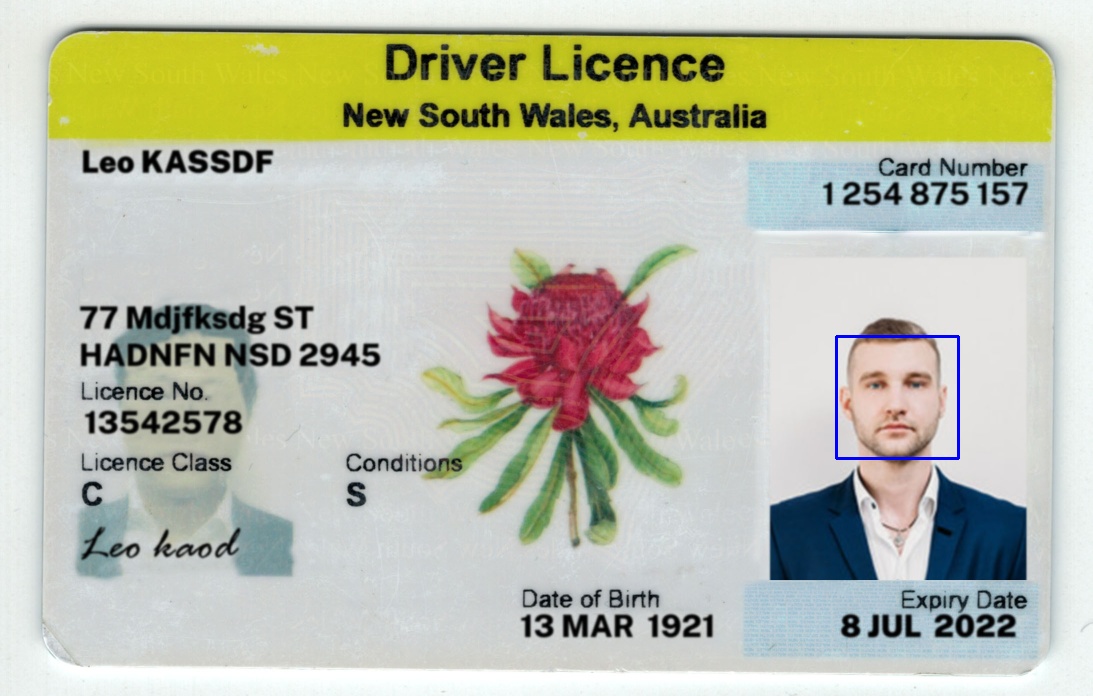 Driver Licence
New South Wales, Australia
Leo KASSDF
Card Number
1 254 875 157
77 Mdjfksdg ST
HADNFN NSD 2945
Licence No.
13542578
Licence Class
Conditions
C
S
Leo kaod
Date of Birth
13 MAR 1921
Expiry Date
8 JUL 2022